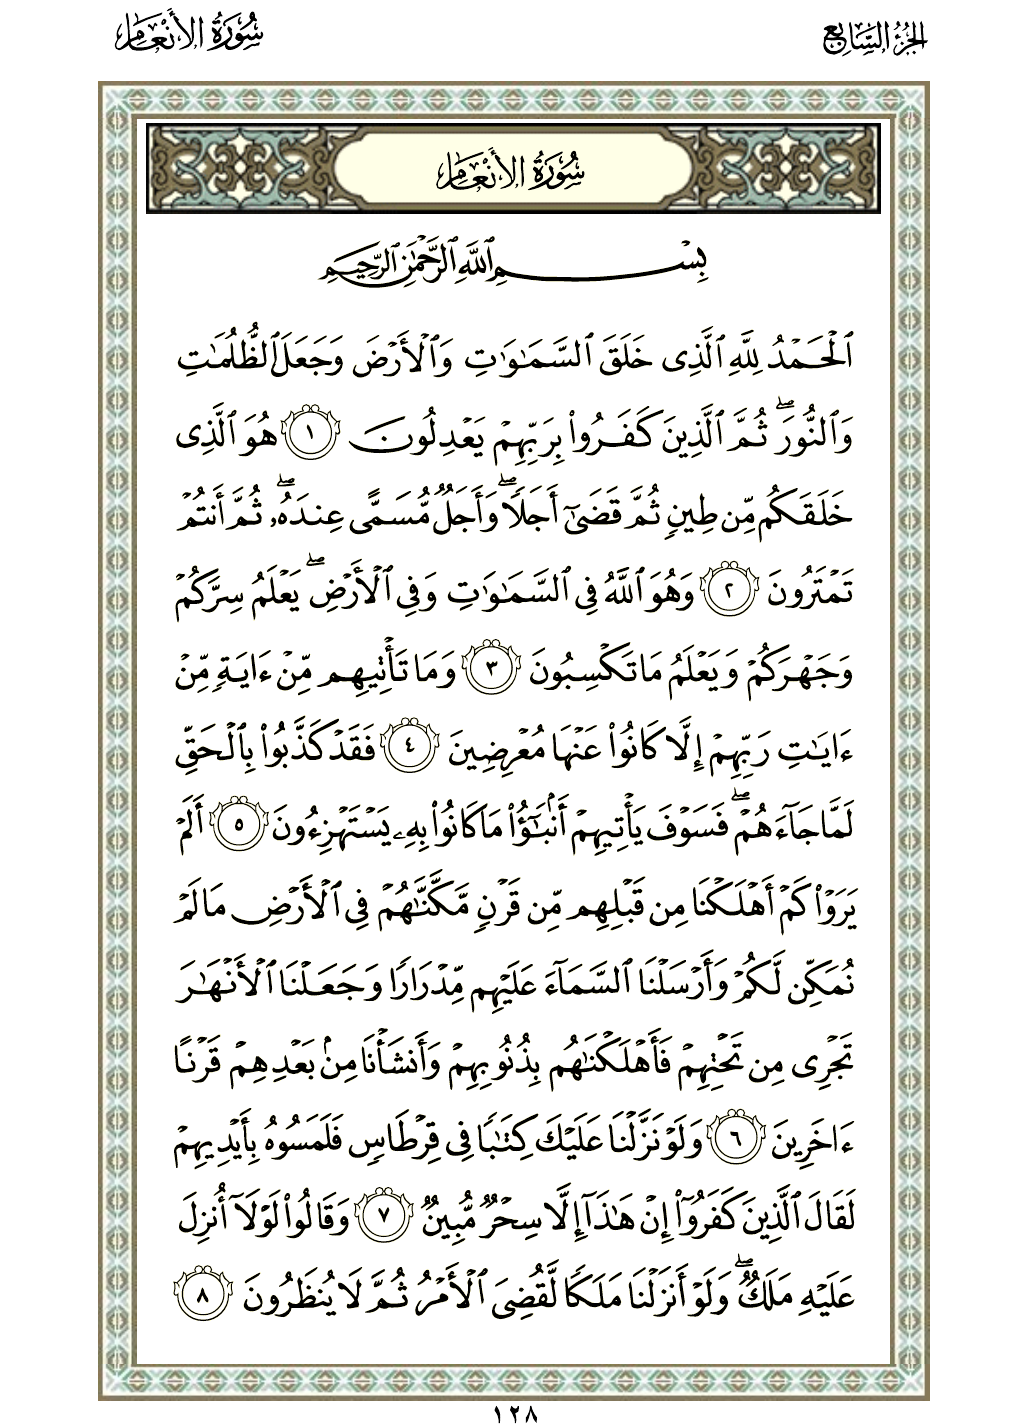 الجزء السابع
سورة الأنعام
سُورَةُ الأَنْعَامِ
بِسْمِ ٱللَّهِ ٱلرَّحْمَٰنِ ٱلرَّحِيمِ
ٱلْحَمْدُ لِلَّهِ ٱلَّذِى خَلَقَ ٱلسَّمَٰوَٰتِ وَٱلْأَرْضَ وَجَعَلَ ٱلظُّلُمَٰتِ
وَٱلنُّورَ ۖ ثُمَّ ٱلَّذِينَ كَفَرُوا۟ بِرَبِّهِمْ يَعْدِلُونَ ١ هُوَ ٱلَّذِى
خَلَقَكُم مِّن طِينٍ ثُمَّ قَضَىٰٓ أَجَلًا ۖ وَأَجَلٌ مُّسَمًّى عِندَهُۥ ۖ ثُمَّ أَنتُمْ
تَمْتَرُونَ ٢ وَهُوَ ٱللَّهُ فِى ٱلسَّمَٰوَٰتِ وَفِى ٱلْأَرْضِ ۖ يَعْلَمُ سِرَّكُمْ
وَجَهْرَكُمْ وَيَعْلَمُ مَا تَكْسِبُونَ ٣ وَمَا تَأْتِيهِم مِّنْ ءَايَةٍ مِّنْ
ءَايَٰتِ رَبِّهِمْ إِلَّا كَانُوا۟ عَنْهَا مُعْرِضِينَ ٤ فَقَدْ كَذَّبُوا۟ بِٱلْحَقِّ
لَمَّا جَآءَهُمْ ۖ فَسَوْفَ يَأْتِيهِمْ أَنۢبَٰٓؤُا۟ مَا كَانُوا۟ بِهِۦ يَسْتَهْزِءُونَ ٥ أَلَمْ
يَرَوْا۟ كَمْ أَهْلَكْنَا مِن قَبْلِهِم مِّن قَرْنٍ مَّكَّنَّٰهُمْ فِى ٱلْأَرْضِ مَا لَمْ
نُمَكِّن لَّكُمْ وَأَرْسَلْنَا ٱلسَّمَآءَ عَلَيْهِم مِّدْرَارًا وَجَعَلْنَا ٱلْأَنْهَٰرَ
تَجْرِى مِن تَحْتِهِمْ فَأَهْلَكْنَٰهُم بِذُنُوبِهِمْ وَأَنشَأْنَا مِنۢ بَعْدِهِمْ قَرْنًا
ءَاخَرِينَ ٦ وَلَوْ نَزَّلْنَا عَلَيْكَ كِتَٰبًا فِى قِرْطَاسٍ فَلَمَسُوهُ بِأَيْدِيهِمْ
لَقَالَ ٱلَّذِينَ كَفَرُوٓا۟ إِنْ هَٰذَآ إِلَّا سِحْرٌ مُّبِينٌ ٧ وَقَالُوا۟ لَوْلَآ أُنزِلَ
عَلَيْهِ مَلَكٌ ۖ وَلَوْ أَنزَلْنَا مَلَكًا لَّقُضِىَ ٱلْأَمْرُ ثُمَّ لَا يُنظَرُونَ ٨
١٢٨